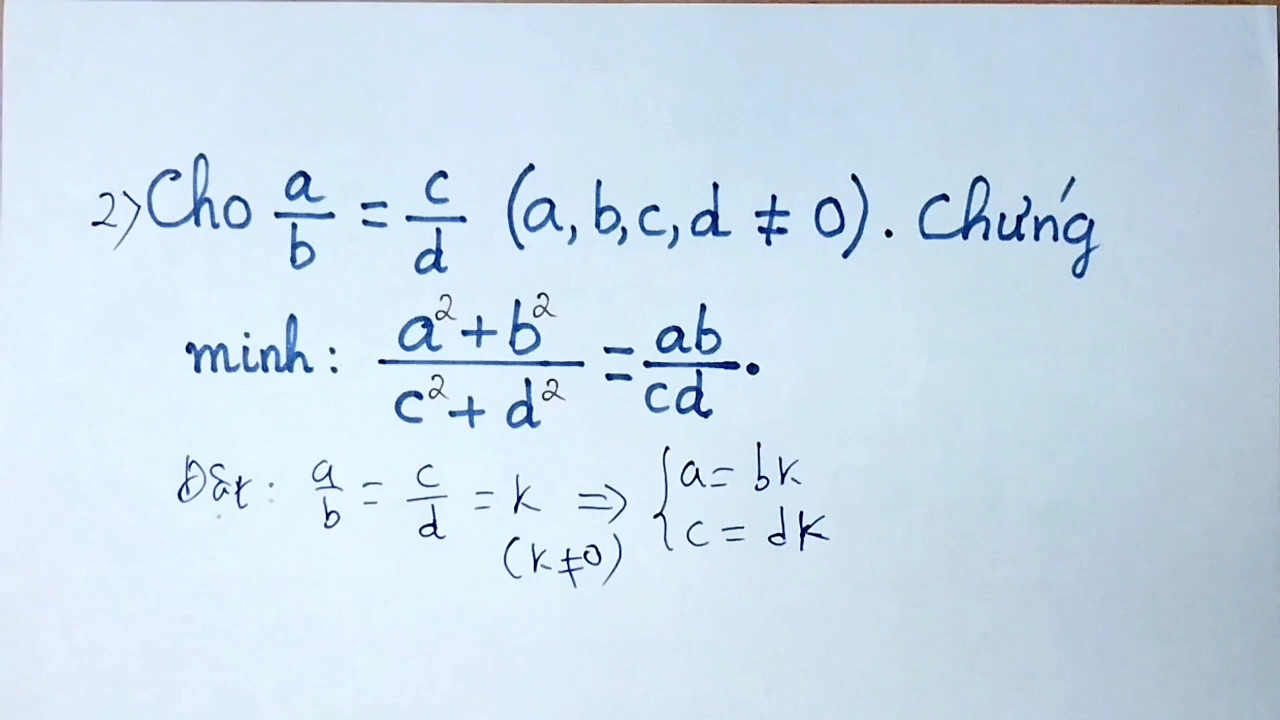 2) Cho a/b = c/d (a, b, c, d ≠ 0). Chứng
minh: (a² + b²)/(c² + d²) = ab/cd.
Đặt: a/b = c/d = k ⇒ { a = bk
(k≠0) { c = dk